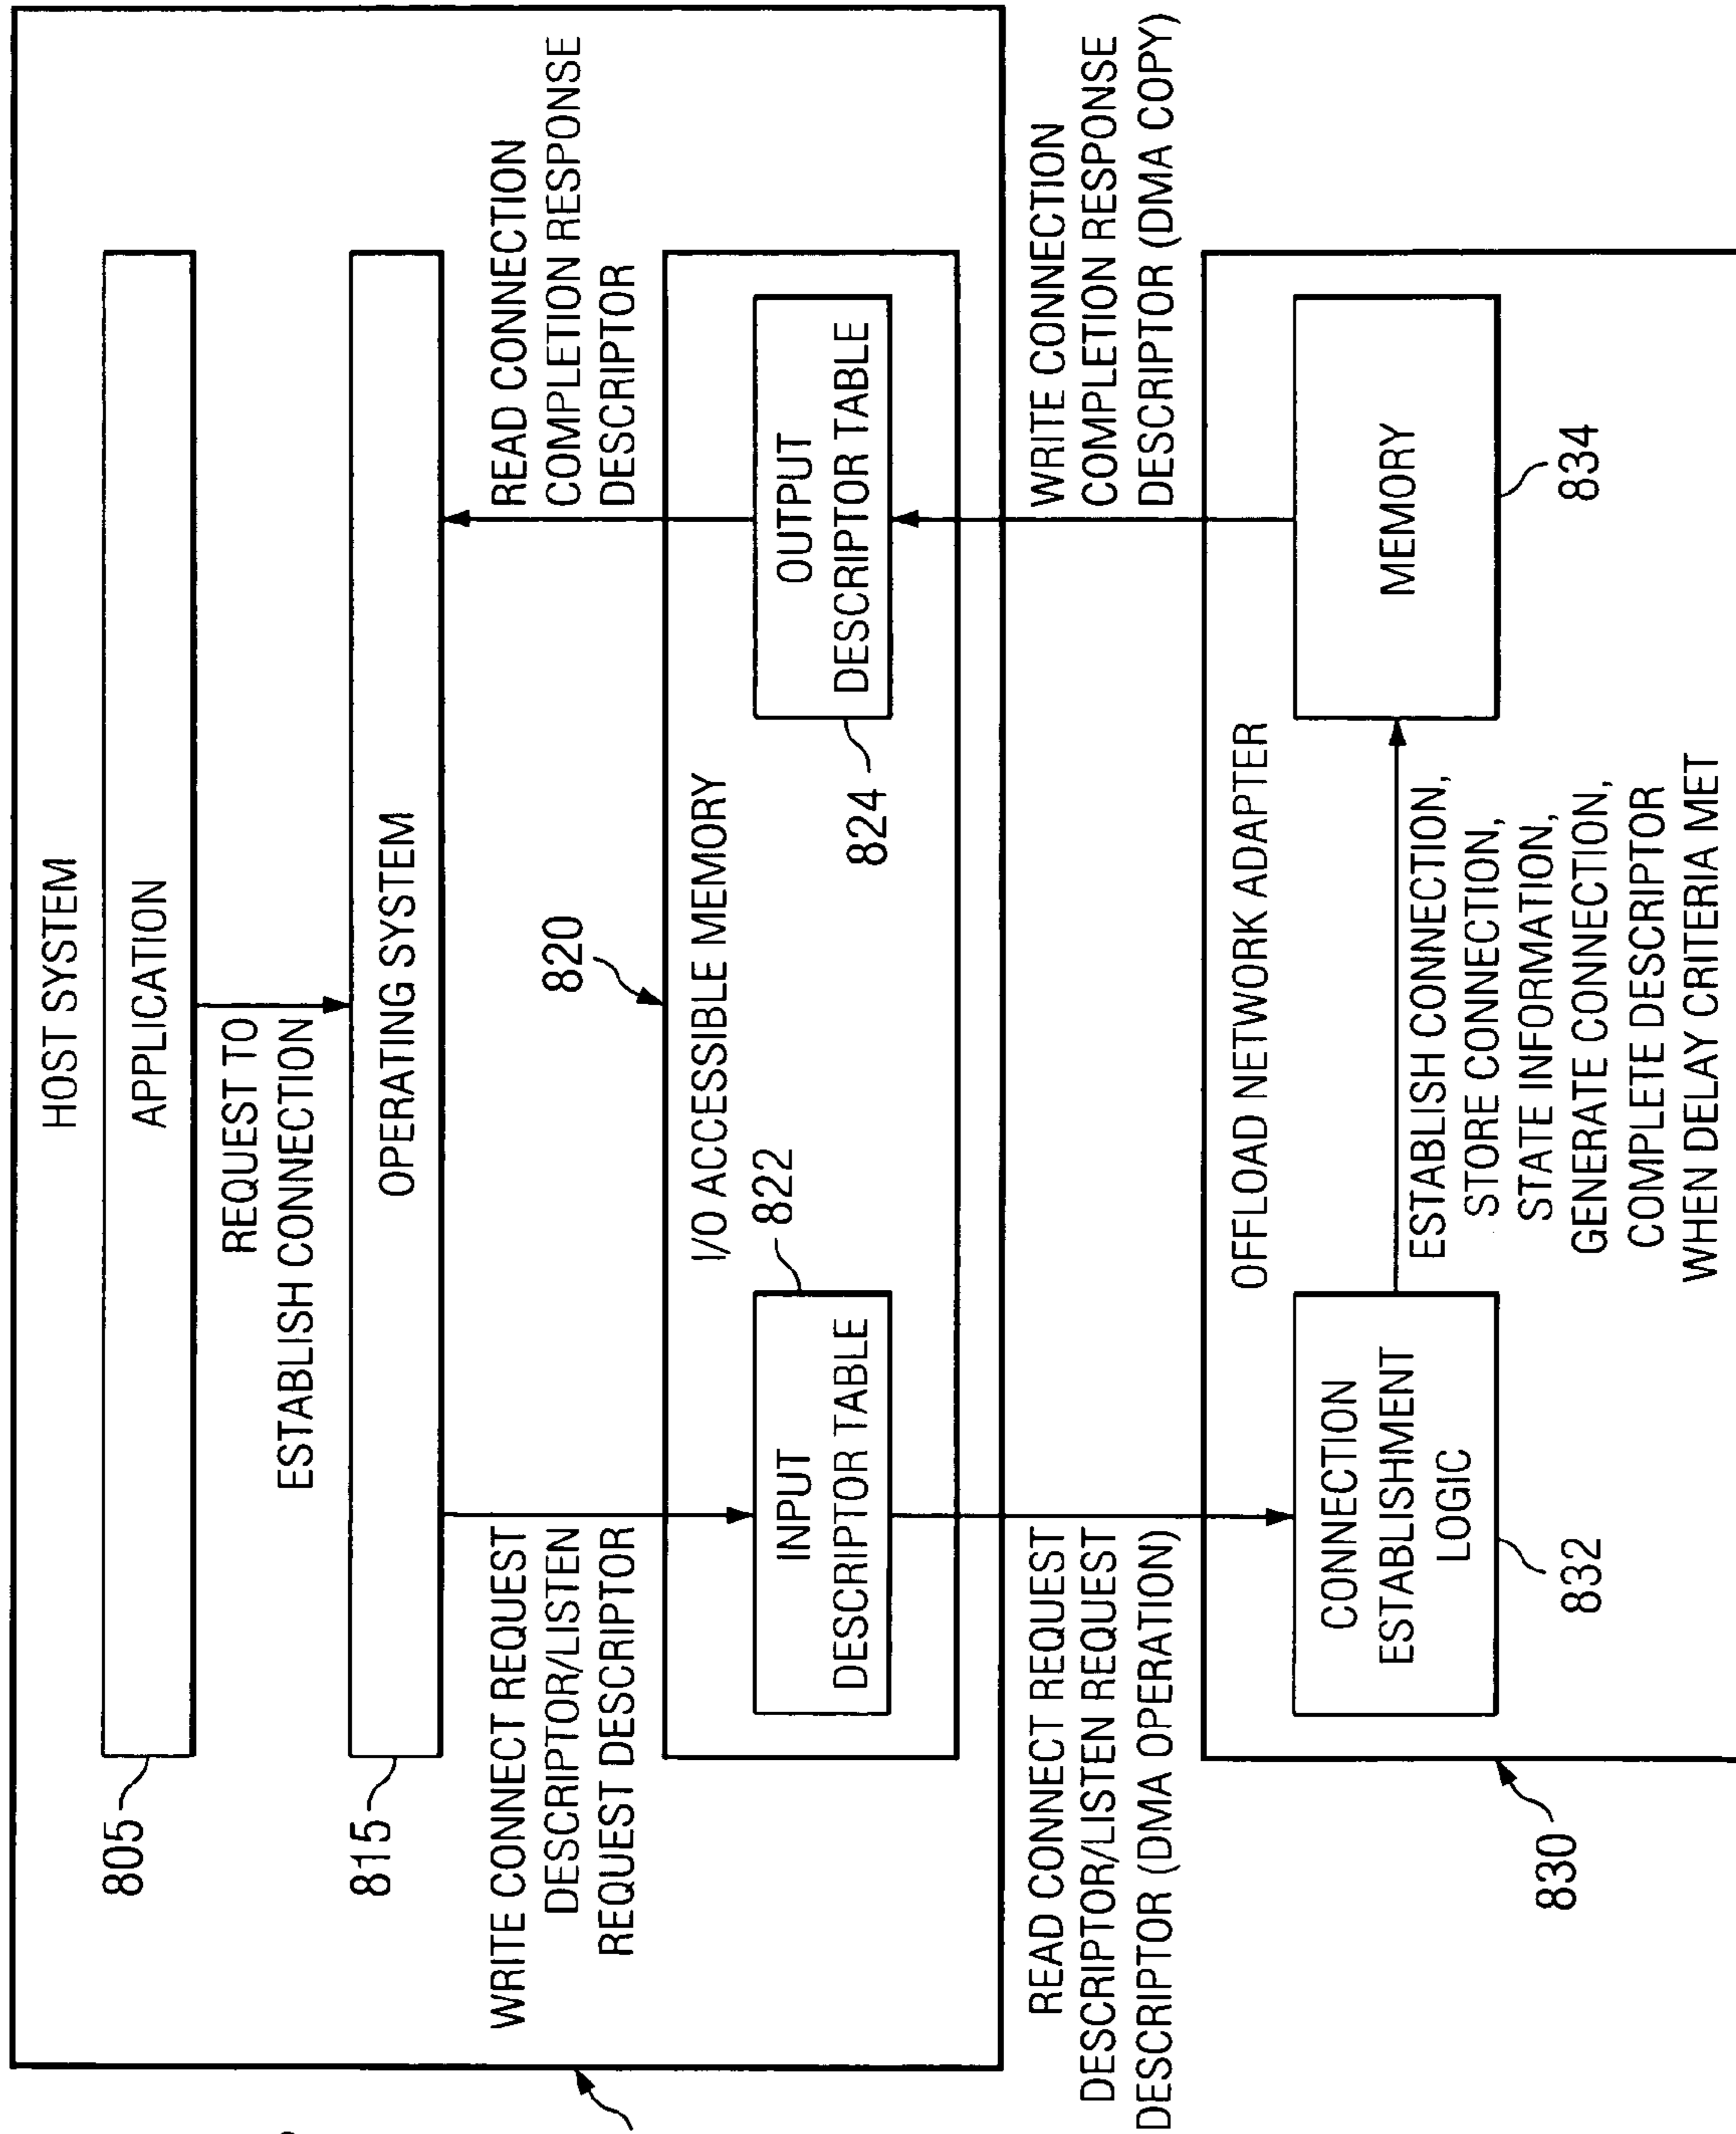 HOST SYSTEM
APPLICATION
805
REQUEST TO
ESTABLISH CONNECTION
OPERATING SYSTEM
815
WRITE CONNECT REQUEST
DESCRIPTOR/LISTEN
REQUEST DESCRIPTOR
READ CONNECTION
COMPLETION RESPONSE
DESCRIPTOR
820
I/O ACCESSIBLE MEMORY
822
INPUT
DESCRIPTOR TABLE
OUTPUT
DESCRIPTOR TABLE
824
READ CONNECT REQUEST
DESCRIPTOR/LISTEN REQUEST
DESCRIPTOR (DMA OPERATION)
WRITE CONNECTION
COMPLETION RESPONSE
DESCRIPTOR (DMA COPY)
OFFLOAD NETWORK ADAPTER
CONNECTION
ESTABLISHMENT
LOGIC
832
MEMORY
834
ESTABLISH CONNECTION,
STORE CONNECTION,
STATE INFORMATION,
GENERATE CONNECTION,
COMPLETE DESCRIPTOR
WHEN DELAY CRITERIA MET
830